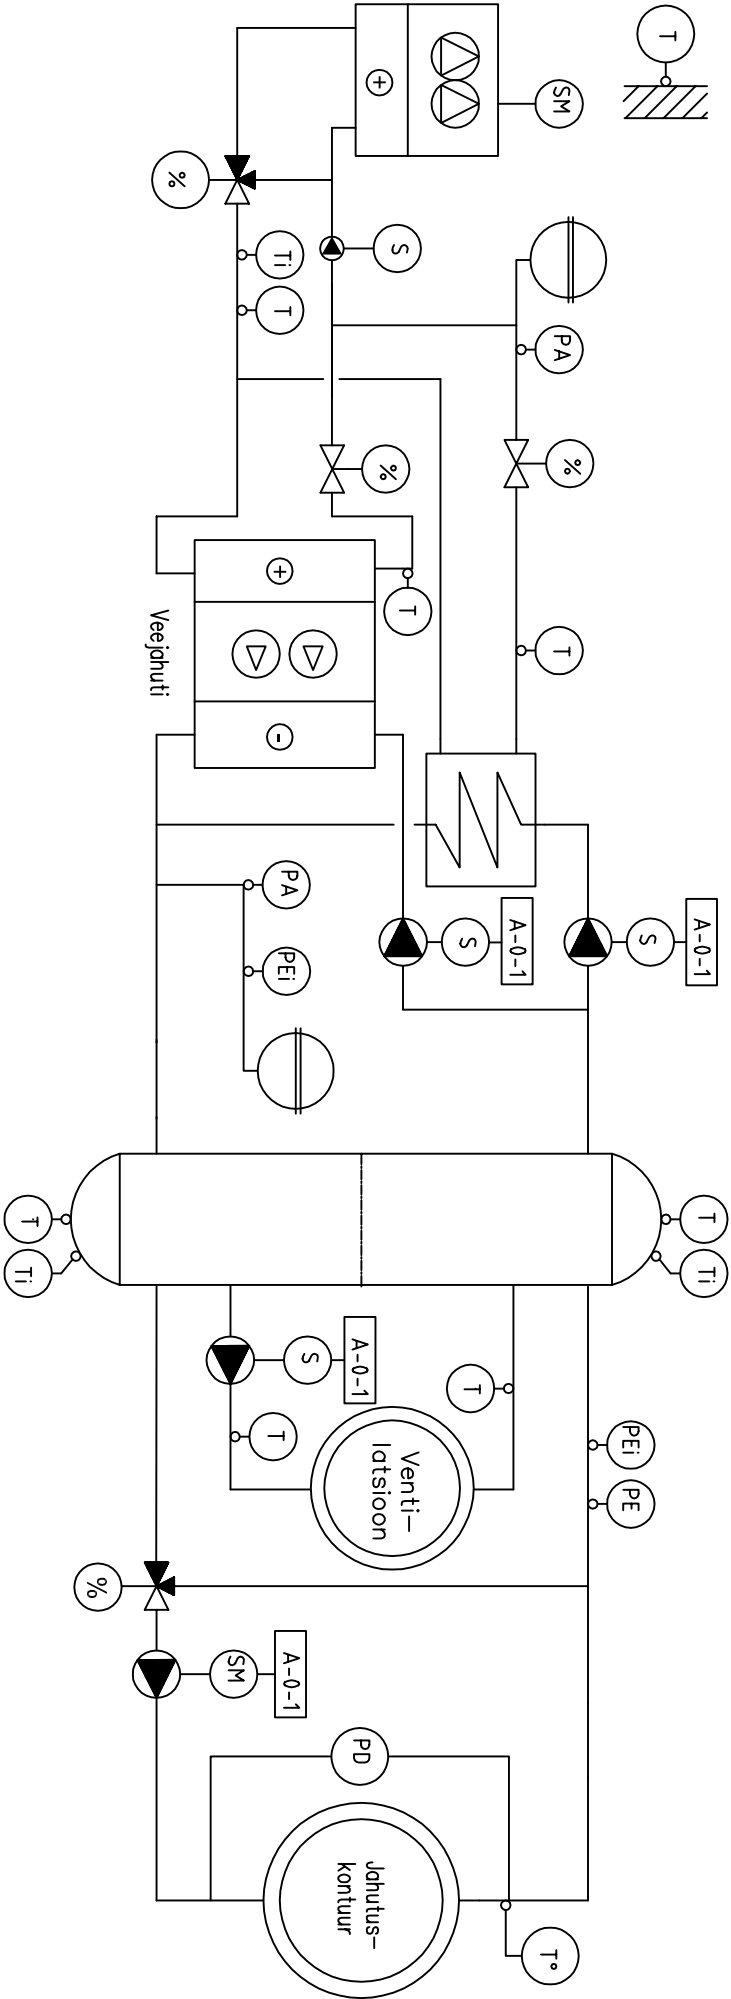 T
A-0-1
S
T
Ti
PEi
PE
SM
PA
%
T
A-0-1
S
T°
T
+
S
%
T
Venti-
latsioon
A-0-1
S
PD
Jahutus-
kontuur
Ti
T
+
-
PA
PEi
T
A-0-1
SM
%
Veejahuti
%
T
Ti